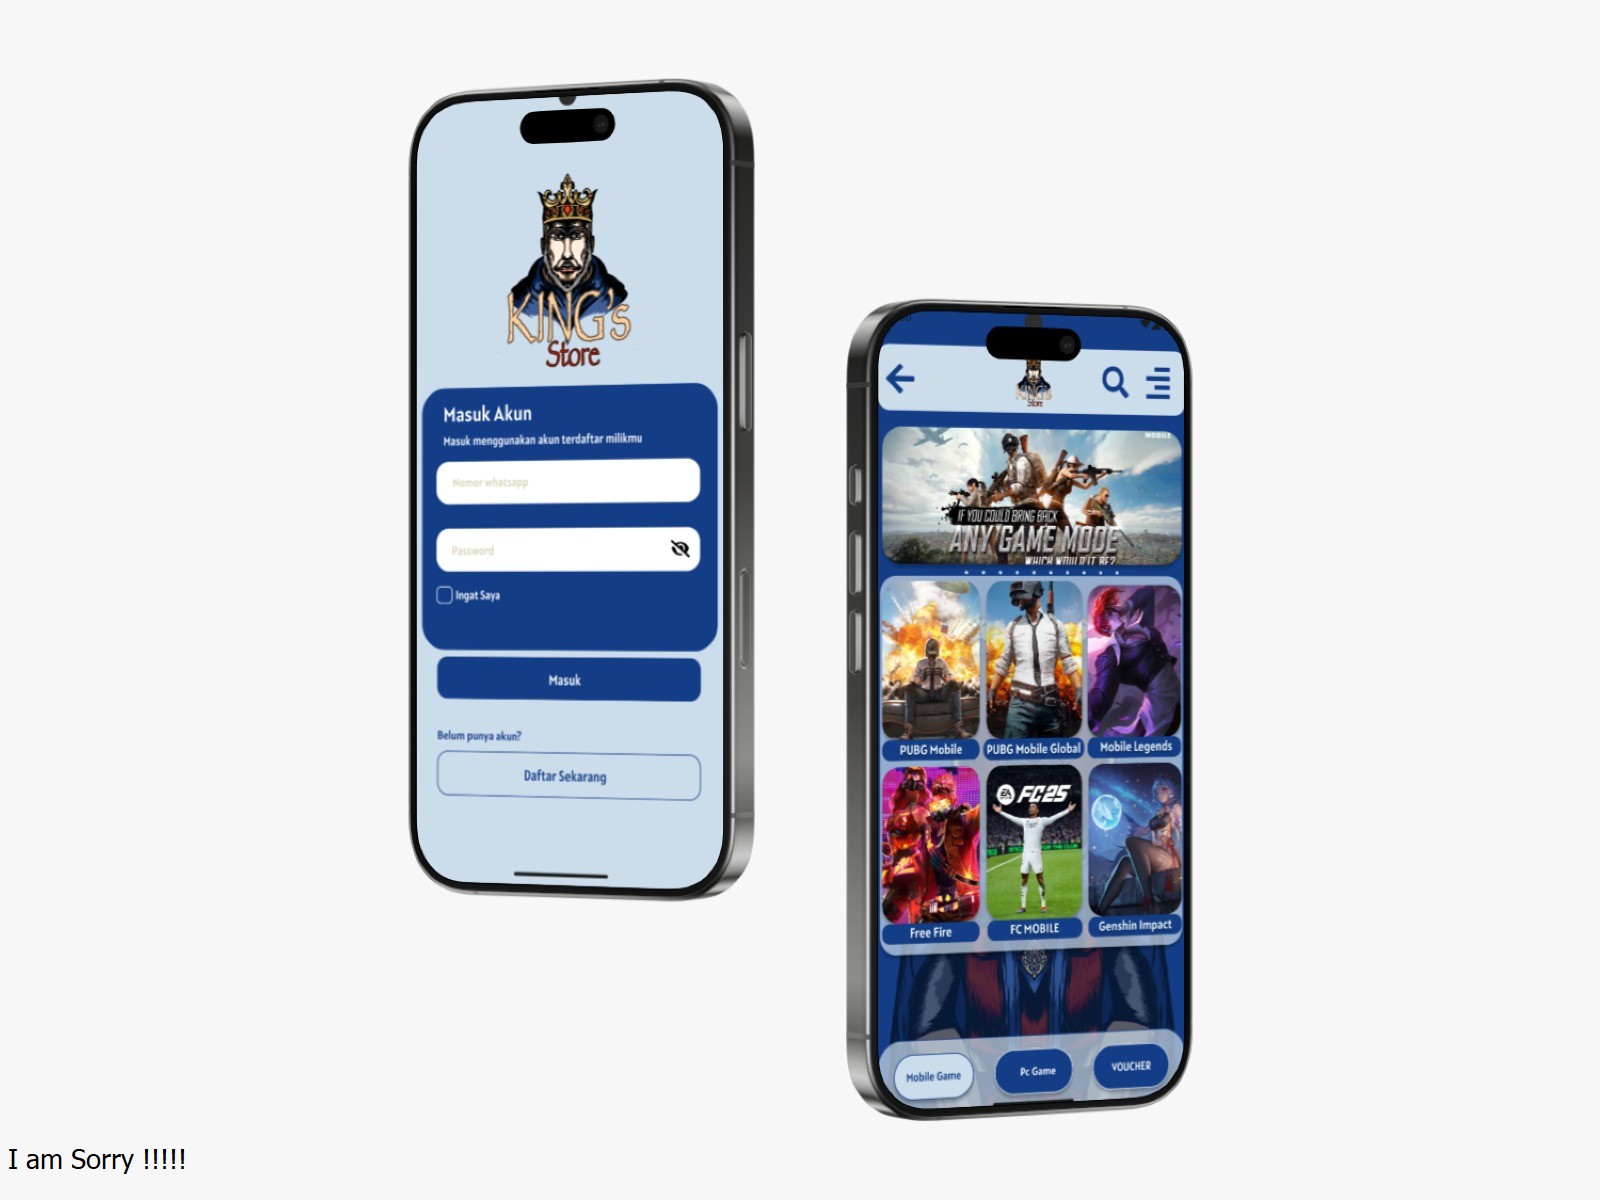 KING's
Store
Masuk Akun
Masuk menggunakan akun terdaftar milikmu
Nomor whatsapp
Password
Ingat Saya
Masuk
Belum punya akun?
Daftar Sekarang
KING's
Store
MOBILE
IF YOU COULD BRING BACK
ANY GAME MODE
WHICH WOULD IT BE?
PUBG Mobile
PUBG Mobile Global
Mobile Legends
EA
FC25
Free Fire
FC MOBILE
Genshin Impact
Mobile Game
Pc Game
VOUCHER
I am Sorry !!!!!